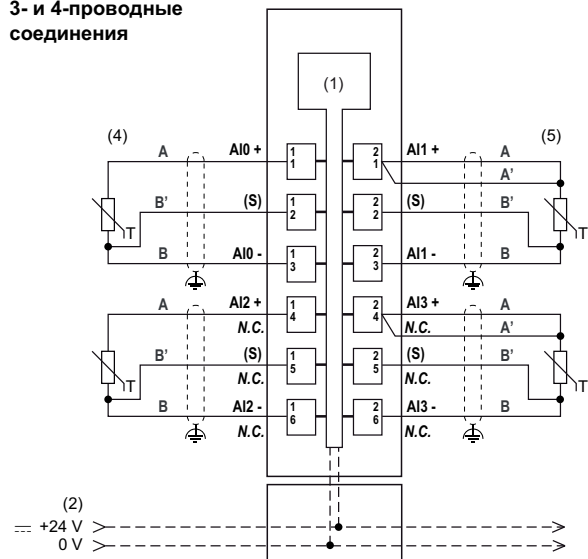 3- и 4-проводные
соединения
(1)
(4)
(5)
A
AI0 +
1
1
2
1
AI1 +
A
A'
B'
(S)
1
2
2
2
(S)
B'
T
T
B
AI0 -
1
3
2
3
AI1 -
B
A
AI2 +
N.C.
1
4
2
4
AI3 +
N.C.
A
A'
B'
(S)
N.C.
1
5
2
5
(S)
N.C.
B'
T
T
B
AI2 -
N.C.
1
6
2
6
AI3 -
N.C.
B
(2)
+24 V
0 V